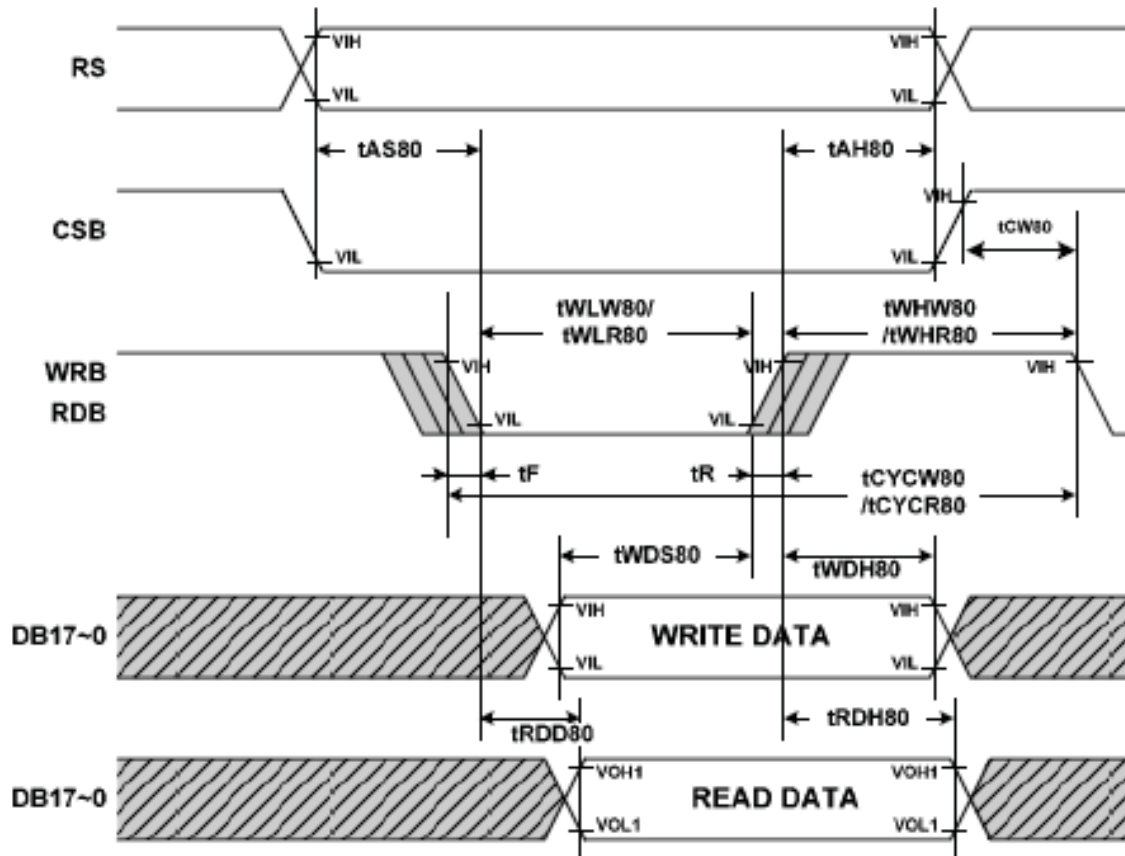 RS
VIH
VIH
VIL
VIL
tAS80
tAH80
CSB
VIH
tCW80
VIL
VIL
tWLW80/
tWLR80
tWHW80
/tWHR80
WRB
RDB
VIH
VIH
VIH
VIL
VIL
tF
tR
tCYCW80
/tCYCR80
tWDS80
tWDH80
DB17~0
VIH
VIH
WRITE DATA
VIL
VIL
tRDD80
tRDH80
DB17~0
VOH1
VOH1
READ DATA
VOL1
VOL1